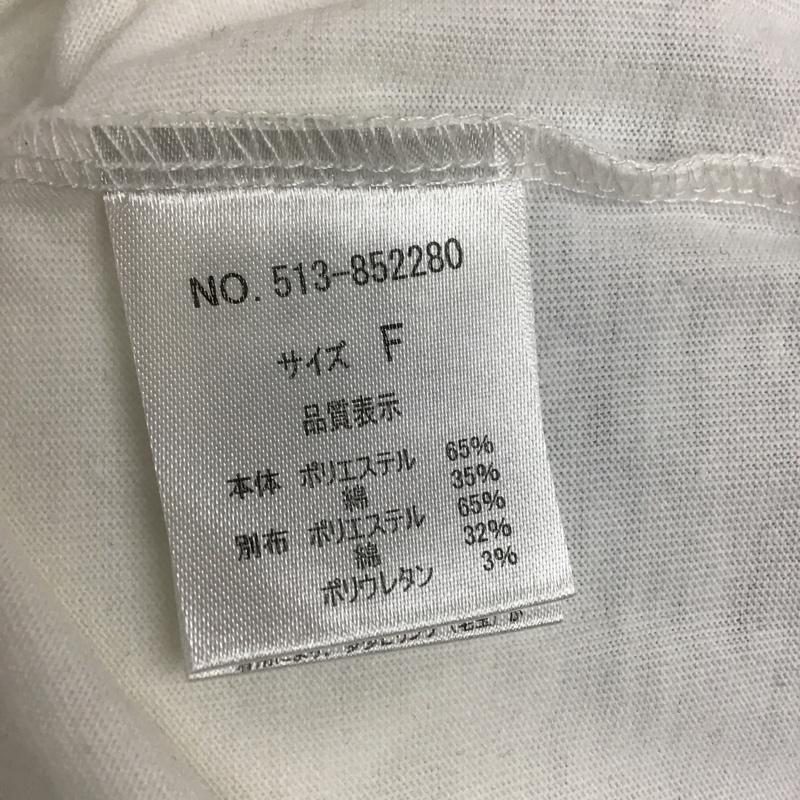 NO. 513-852280
サイズ F
品質表示
本体 ポリエステル 65%
綿 35%
別布 ポリエステル 65%
綿 32%
ポリウレタン 3%